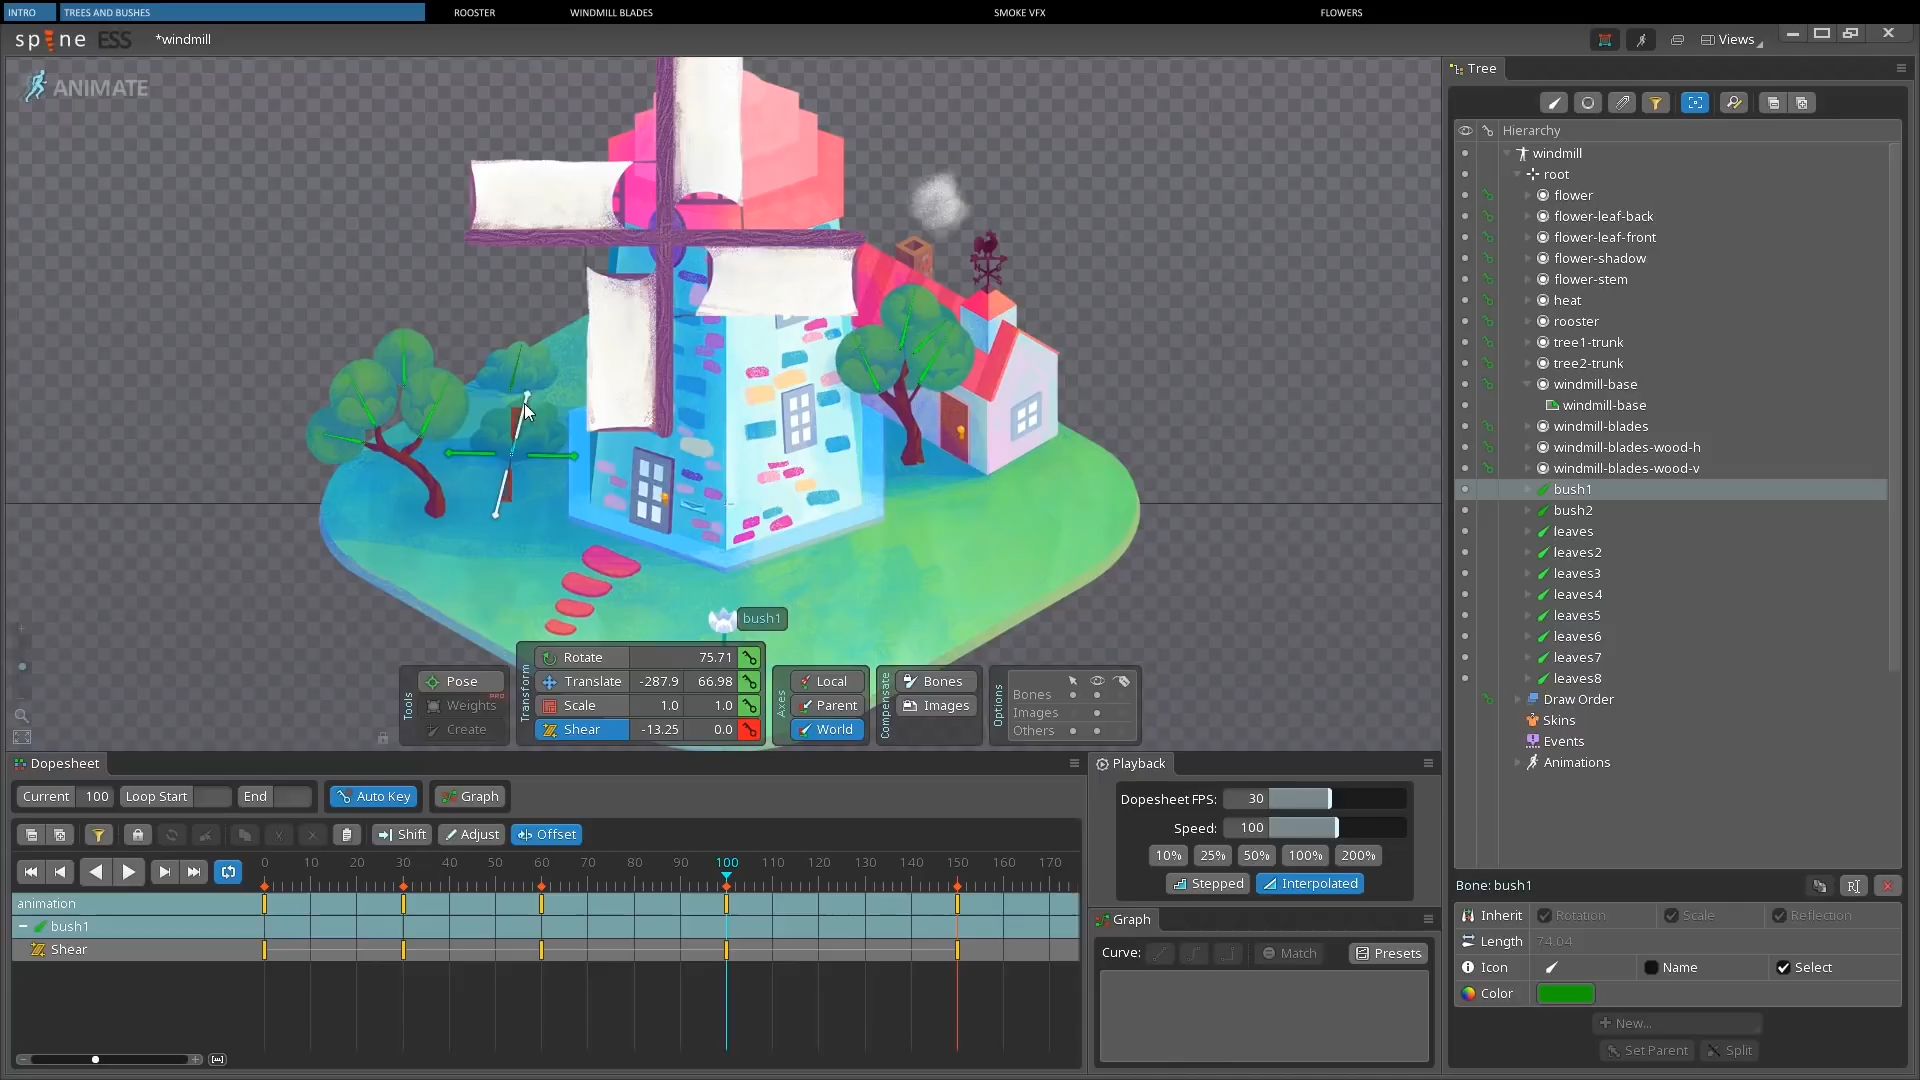 INTRO TREES AND BUSHES ROOSTER WINDMILL BLADES SMOKE VFX FLOWERS
spine ESS *windmill Views
ANIMATE
Tree
Hierarchy
windmill
root
flower
flower-leaf-back
flower-leaf-front
flower-shadow
flower-stem
heat
rooster
tree1-trunk
tree2-trunk
windmill-base
windmill-base
windmill-blades
windmill-blades-wood-h
windmill-blades-wood-v
bush1
bush2
leaves
leaves2
leaves3
leaves4
leaves5
leaves6
leaves7
leaves8
Draw Order
Skins
Events
Animations
bush1
Tools
Pose
Weights PRO
Create
Transform
Rotate 75.71
Translate -287.9 66.98
Scale 1.0 1.0
Shear -13.25 0.0
Axes
Local
Parent
World
Compensate
Bones
Images
Options
Bones
Images
Others
Dopesheet
Current 100 Loop Start End Auto Key Graph
Shift Adjust Offset
0 10 20 30 40 50 60 70 80 90 100 110 120 130 140 150 160 170
animation
bush1
Shear
Playback
Dopesheet FPS: 30
Speed: 100
10% 25% 50% 100% 200%
Stepped Interpolated
Graph
Curve: Match Presets
Bone: bush1
Inherit Rotation Scale Reflection
Length 74.04
Icon Name Select
Color
New...
Set Parent Split